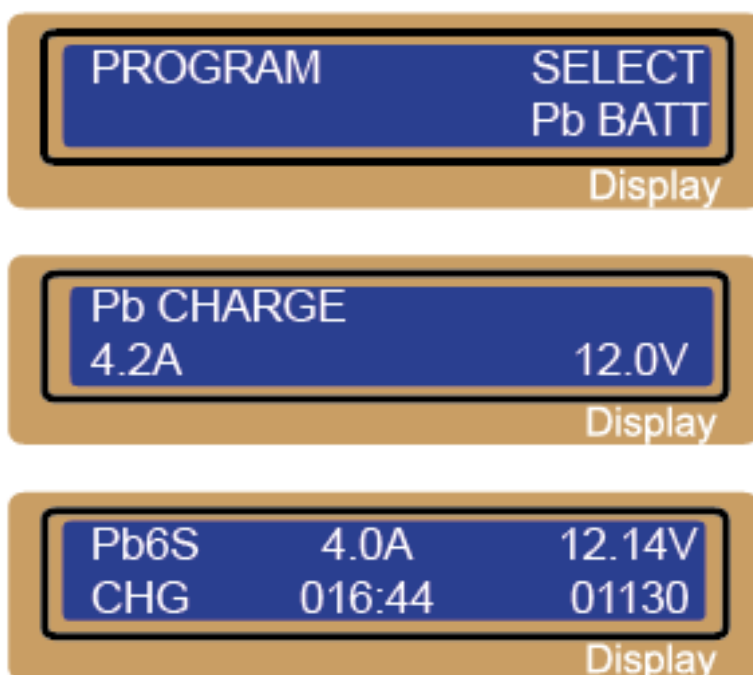 PROGRAM SELECT
Pb BATT
Display
Pb CHARGE
4.2A 12.0V
Display
Pb6S 4.0A 12.14V
CHG 016:44 01130
Display